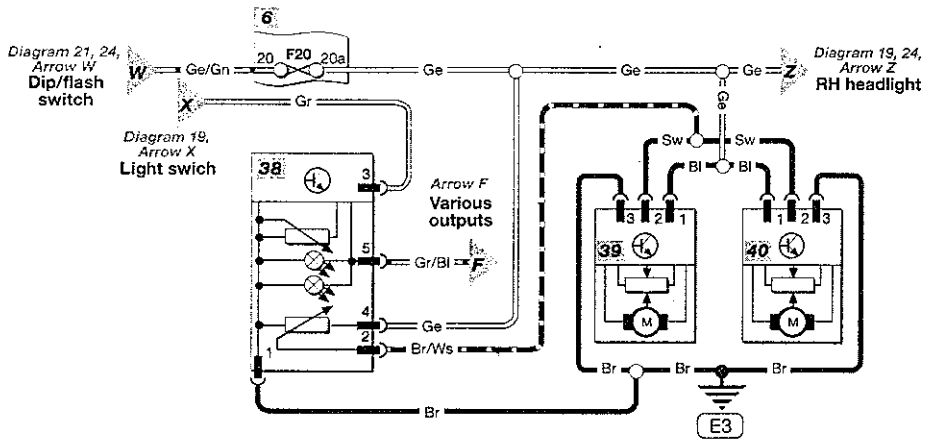 6
Diagram 21, 24,
Arrow W
Dip/flash
switch
W
Ge/Gn
20
F20
20a
Ge
Ge
Ge
Z
Diagram 19, 24,
Arrow Z
RH headlight
X
Gr
Diagram 19,
Arrow X
Light swich
Ge
Sw
Sw
Bl
Bl
38
3
Arrow F
Various
outputs
5
Gr/Bl
F
4
Ge
2
Br/Ws
1
3
2
1
39
M
1
2
3
40
M
Br
Br
Br
Br
E3